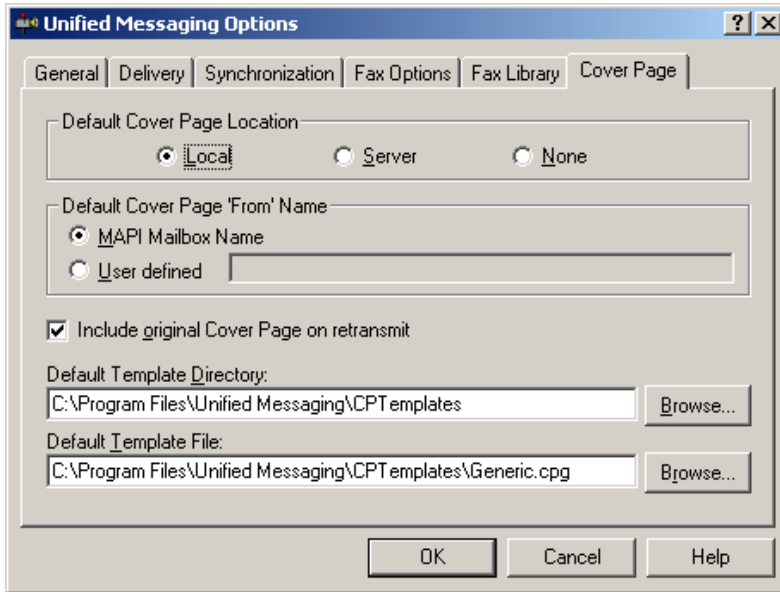 Unified Messaging Options
General Delivery Synchronization Fax Options Fax Library Cover Page
Default Cover Page Location
Local Server None
Default Cover Page 'From' Name
MAPI Mailbox Name
User defined
Include original Cover Page on retransmit
Default Template Directory:
C:\Program Files\Unified Messaging\CPTemplates Browse...
Default Template File:
C:\Program Files\Unified Messaging\CPTemplates\Generic.cpg Browse...
OK Cancel Help